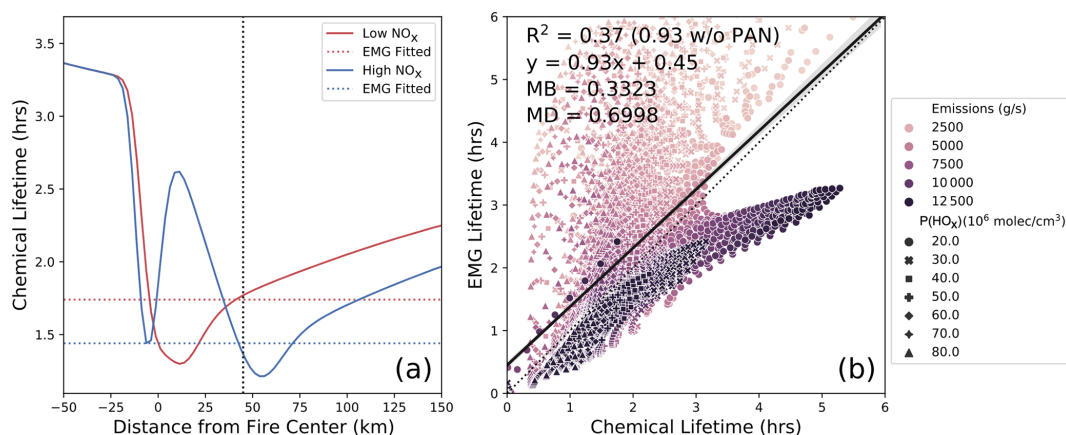 Low NOX
EMG Fitted
High NOX
EMG Fitted
Chemical Lifetime (hrs)
3.5
3.0
2.5
2.0
1.5
(a)
−50
−25
0
25
50
75
100
125
150
Distance from Fire Center (km)
R2 = 0.37 (0.93 w/o PAN)
y = 0.93x + 0.45
MB = 0.3323
MD = 0.6998
EMG Lifetime (hrs)
6
5
4
3
2
1
0
(b)
0
1
2
3
4
5
6
Chemical Lifetime (hrs)
Emissions (g/s)
2500
5000
7500
10 000
12 500
P(HOX)(106 molec/cm3)
20.0
30.0
40.0
50.0
60.0
70.0
80.0